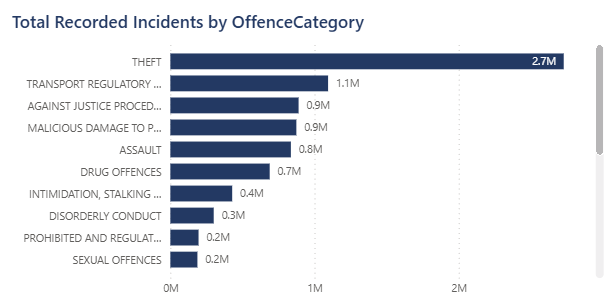 Total Recorded Incidents by OffenceCategory
THEFT 2.7M
TRANSPORT REGULATORY ... 1.1M
AGAINST JUSTICE PROCED... 0.9M
MALICIOUS DAMAGE TO P... 0.9M
ASSAULT 0.8M
DRUG OFFENCES 0.7M
INTIMIDATION, STALKING ... 0.4M
DISORDERLY CONDUCT 0.3M
PROHIBITED AND REGULAT... 0.2M
SEXUAL OFFENCES 0.2M
0M 1M 2M